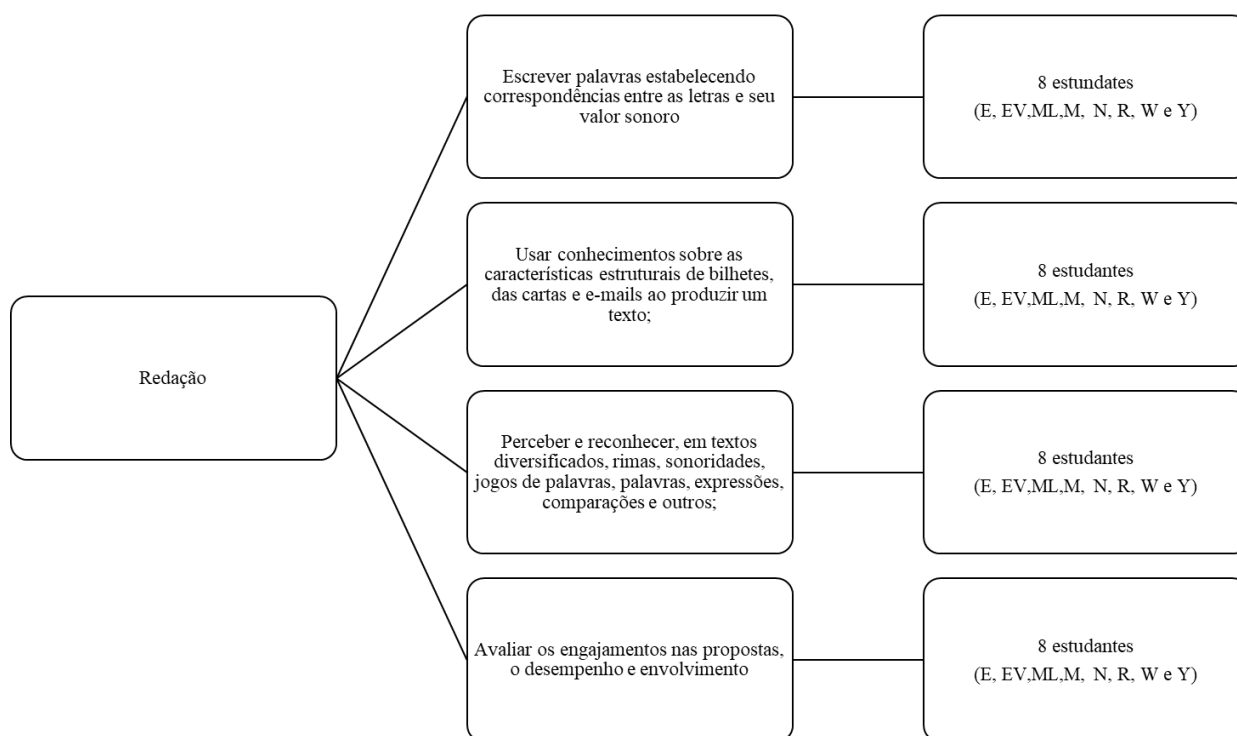 Redação
Escrever palavras estabelecendo
correspondências entre as letras e seu
valor sonoro
8 estundates
(E, EV,ML,M, N, R, W e Y)
Usar conhecimentos sobre as
características estruturais de bilhetes,
das cartas e e-mails ao produzir um
texto;
8 estudantes
(E, EV,ML,M, N, R, W e Y)
Perceber e reconhecer, em textos
diversificados, rimas, sonoridades,
jogos de palavras, palavras, expressões,
comparações e outros;
8 estudantes
(E, EV,ML,M, N, R, W e Y)
Avaliar os engajamentos nas propostas,
o desempenho e envolvimento
8 estudantes
(E, EV,ML,M, N, R, W e Y)